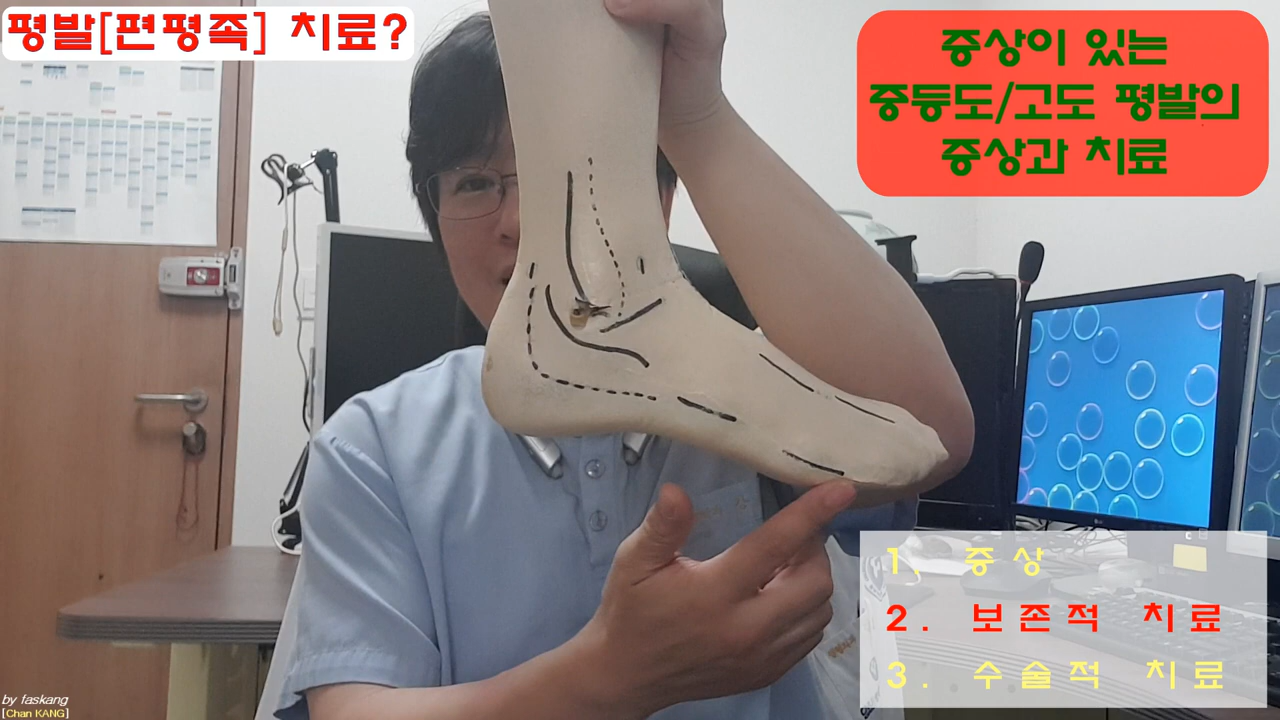 평발[편평족] 치료?
증상이 있는
중등도/고도 평발의
증상과 치료
1. 증상
2. 보존적 치료
3. 수술적 치료
by faskang
[Chan KANG]